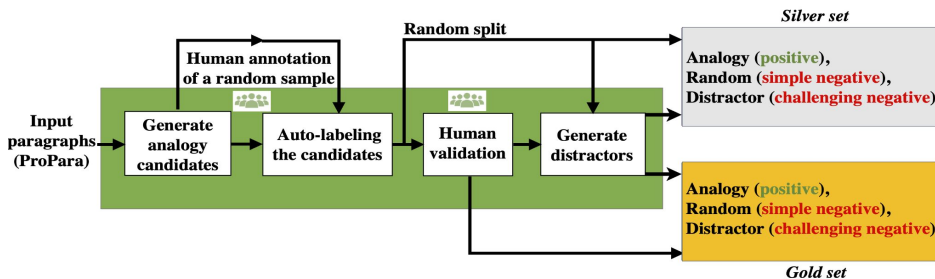 Silver set
Random split
Human annotation
of a random sample
Analogy (positive),
Random (simple negative),
Distractor (challenging negative)
Input
paragraphs
(ProPara)
Generate
analogy
candidates
Auto-labeling
the candidates
Human
validation
Generate
distractors
Analogy (positive),
Random (simple negative),
Distractor (challenging negative)
Gold set